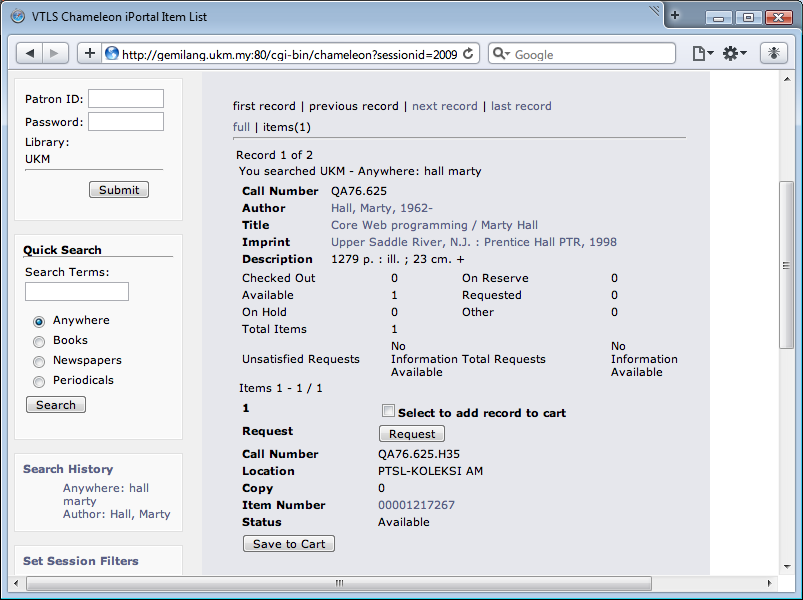 VTLS Chameleon iPortal Item List
http://gemilang.ukm.my:80/cgi-bin/chameleon?sessionid=2009
Google
Patron ID:
Password:
Library:
UKM
Submit
Quick Search
Search Terms:
Anywhere
Books
Newspapers
Periodicals
Search
Search History
Anywhere: hall
marty
Author: Hall, Marty
Set Session Filters
first record | previous record | next record | last record
full | items(1)
Record 1 of 2
You searched UKM - Anywhere: hall marty
Call Number QA76.625
Author Hall, Marty, 1962-
Title Core Web programming / Marty Hall
Imprint Upper Saddle River, N.J. : Prentice Hall PTR, 1998
Description 1279 p. : ill. ; 23 cm. +
Checked Out 0 On Reserve 0
Available 1 Requested 0
On Hold 0 Other 0
Total Items 1
No No
Unsatisfied Requests Information Total Requests Information
Available Available
Items 1 - 1 / 1
1 Select to add record to cart
Request Request
Call Number QA76.625.H35
Location PTSL-KOLEKSI AM
Copy 0
Item Number 00001217267
Status Available
Save to Cart